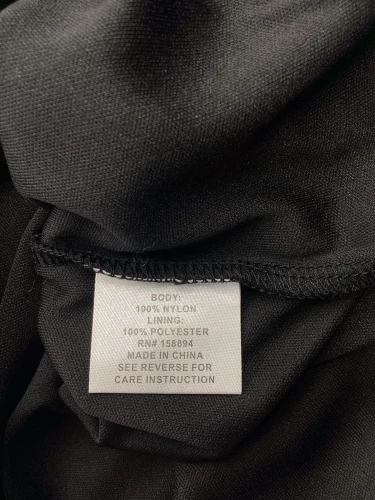 BODY:
100% NYLON
LINING:
100% POLYESTER
RN# 158894
MADE IN CHINA
SEE REVERSE FOR
CARE INSTRUCTION